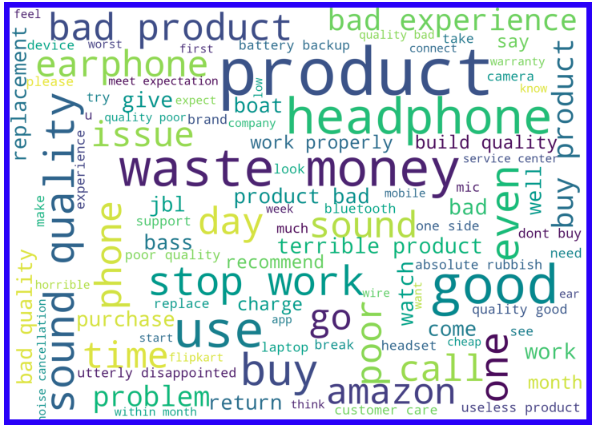 feel
bad product
bad experience
device
worst
first
battery backup
quality bad
take
connect
say
replacement
earphone
please
meet expectation
product
low
warranty
camera
know
try
give
expect
boat
headphone
quality poor
brand
company
u
issue
work properly
build quality
buy product
sound quality
experience
waste money
look
service center
even
well
make
jbl
product bad
mobile
mic
support
day
week
bluetooth
bad
phone
much
sound
one side
dont buy
bass
terrible product
need
poor quality
recommend
absolute rubbish
bad quality
horrible
stop work
wire
watch
want
good
ear
replace
charge
quality good
purchase
use
app
go
poor
come
see
one
noise cancellation
start
laptop
break
headset
cheap
time
flipkart
buy
call
work
utterly disappointed
problem
return
think
amazon
month
within month
customer care
useless product